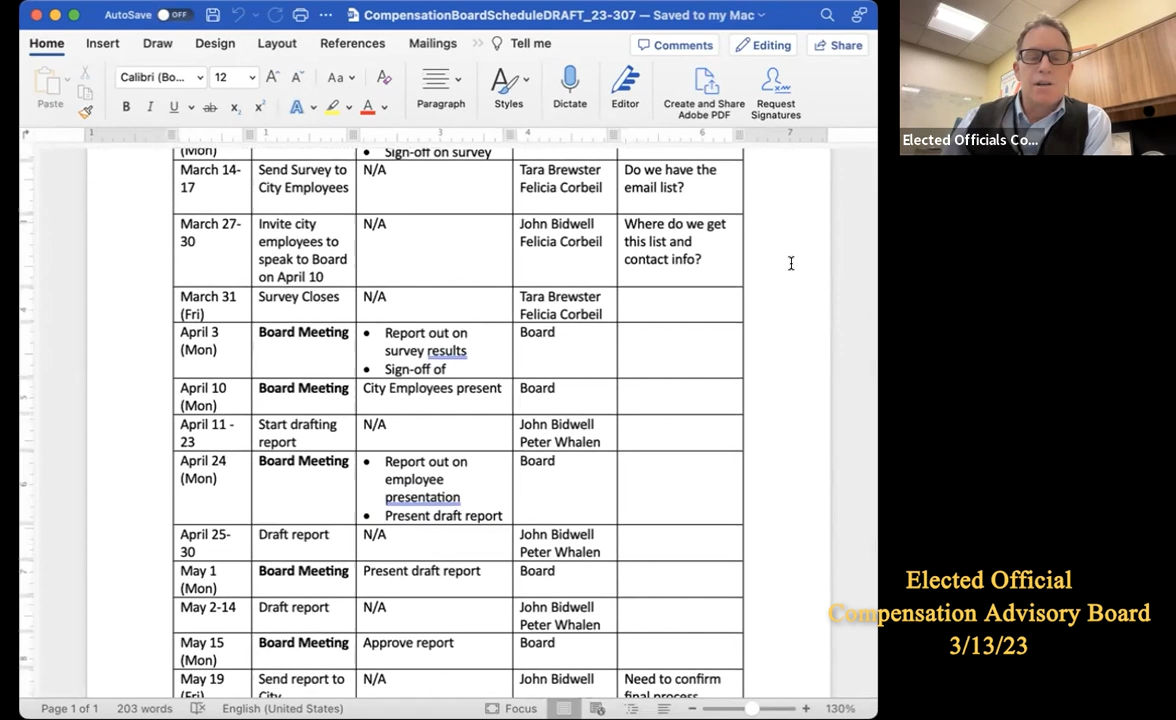 AutoSave OFF
CompensationBoardScheduleDRAFT_23-307 — Saved to my Mac
Home Insert Draw Design Layout References Mailings Tell me
Comments Editing Share
Paste
Calibri (Bo... 12
Paragraph Styles Dictate Editor Create and Share Adobe PDF Request Signatures
Elected Officials Co...
1 1 3 4 6 7
(Mon) Sign-off on survey
March 14- Send Survey to N/A Tara Brewster Do we have the
17 City Employees Felicia Corbeil email list?
March 27- Invite city N/A John Bidwell Where do we get
30 employees to Felicia Corbeil this list and
speak to Board contact info?
on April 10
March 31 Survey Closes N/A Tara Brewster
(Fri) Felicia Corbeil
April 3 Board Meeting • Report out on Board
(Mon) survey results
• Sign-off of
April 10 Board Meeting City Employees present Board
(Mon)
April 11 - Start drafting N/A John Bidwell
23 report Peter Whalen
April 24 Board Meeting • Report out on Board
(Mon) employee
presentation
• Present draft report
April 25- Draft report N/A John Bidwell
30 Peter Whalen
May 1 Board Meeting Present draft report Board
(Mon)
May 2-14 Draft report N/A John Bidwell
Peter Whalen
May 15 Board Meeting Approve report Board
(Mon)
May 19 Send report to N/A John Bidwell Need to confirm
(Fri) City final process
Page 1 of 1 203 words English (United States) Focus 130%
Elected Official
Compensation Advisory Board
3/13/23